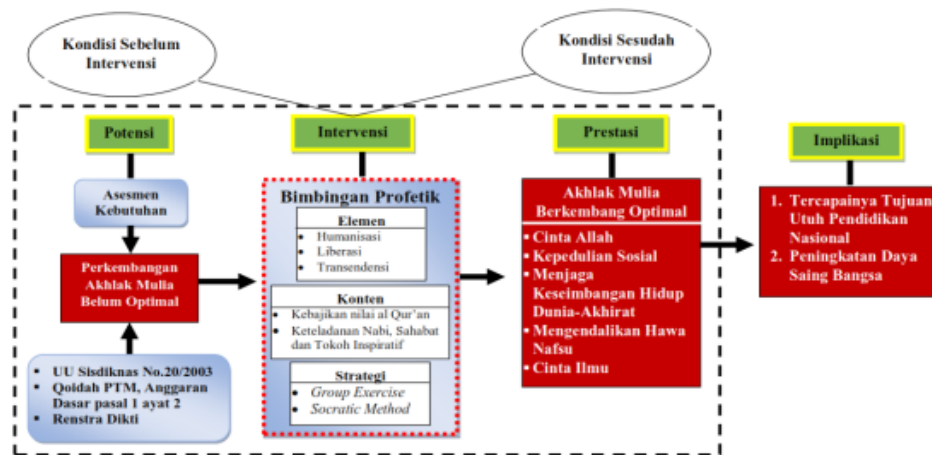 Kondisi Sebelum
Intervensi
Kondisi Sesudah
Intervensi
Potensi
Intervensi
Prestasi
Implikasi
Asesmen
Kebutuhan
Perkembangan
Akhlak Mulia
Belum Optimal
▪ UU Sisdiknas No.20/2003
▪ Qoidah PTM, Anggaran
Dasar pasal 1 ayat 2
▪ Renstra Dikti
Bimbingan Profetik
Elemen
• Humanisasi
• Liberasi
• Transendensi
Konten
• Kebajikan nilai al Qur'an
• Keteladanan Nabi, Sahabat
dan Tokoh Inspiratif
Strategi
• Group Exercise
• Socratic Method
Akhlak Mulia
Berkembang Optimal
▪ Cinta Allah
▪ Kepedulian Sosial
▪ Menjaga
Keseimbangan Hidup
Dunia-Akhirat
▪ Mengendalikan Hawa
Nafsu
▪ Cinta Ilmu
1. Tercapainya Tujuan
Utuh Pendidikan
Nasional
2. Peningkatan Daya
Saing Bangsa